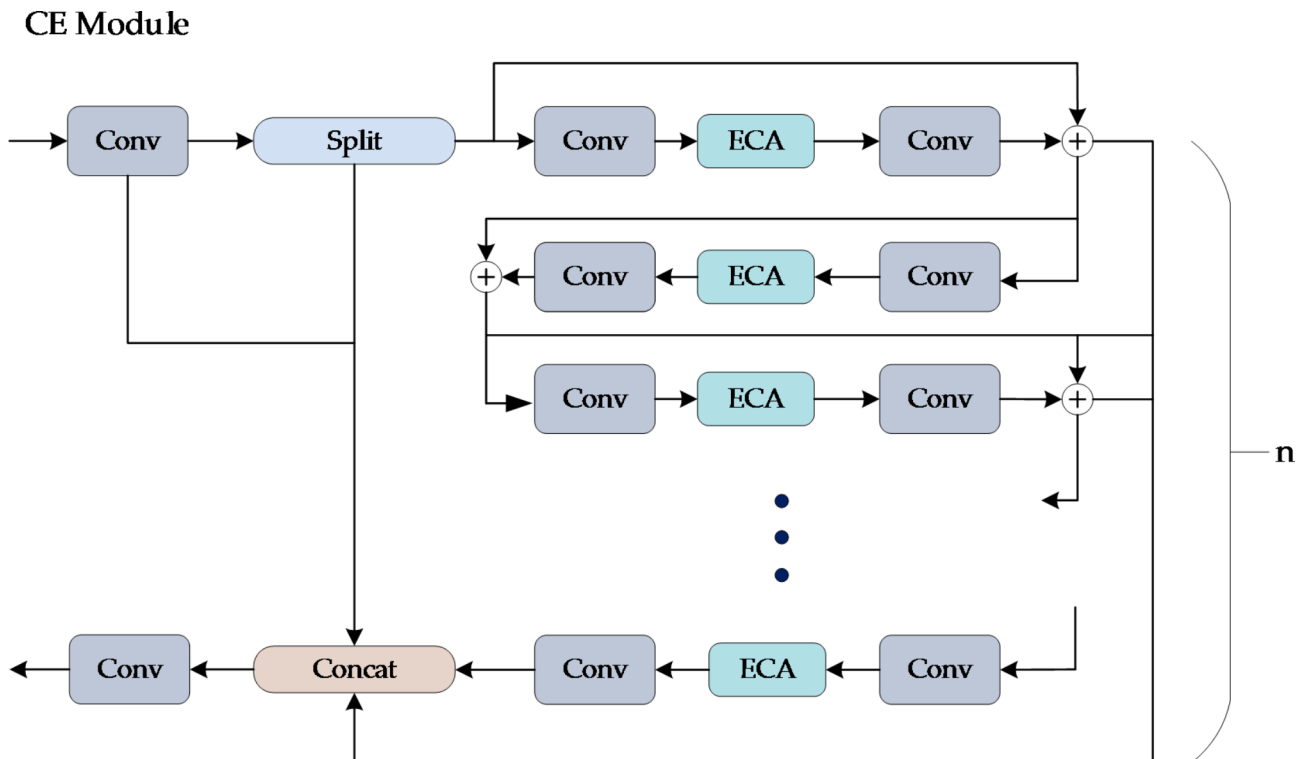 CE Module
Conv Split Conv ECA Conv +
+ Conv ECA Conv
Conv ECA Conv +
n
Conv Concat Conv ECA Conv